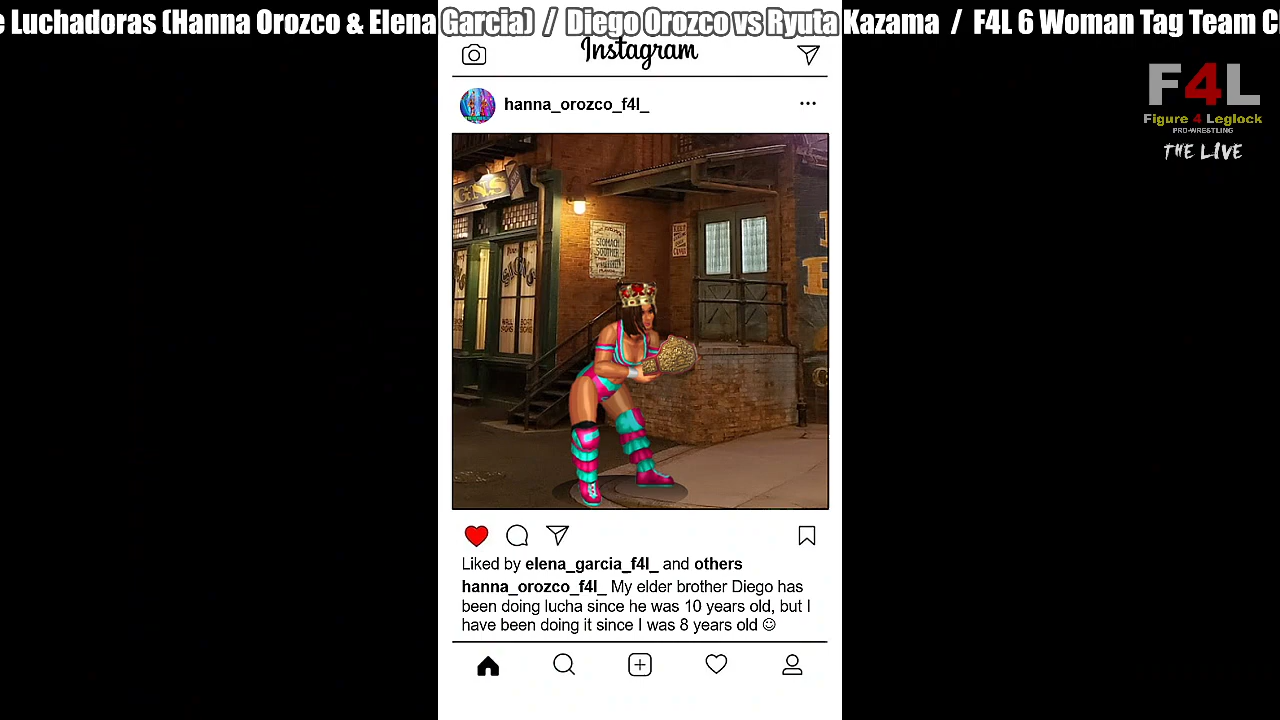 e Luchadoras (Hanna Orozco & Elena Garcia) / Diego Orozco vs Ryuta Kazama / F4L 6 Woman Tag Team C
Instagram
F4L
Figure 4 Leglock
PRO-WRESTLING
THE LIVE
hanna_orozco_f4l_
GNS
STOMACH
Liked by elena_garcia_f4l_ and others
hanna_orozco_f4l_ My elder brother Diego has
been doing lucha since he was 10 years old, but I
have been doing it since I was 8 years old ☺